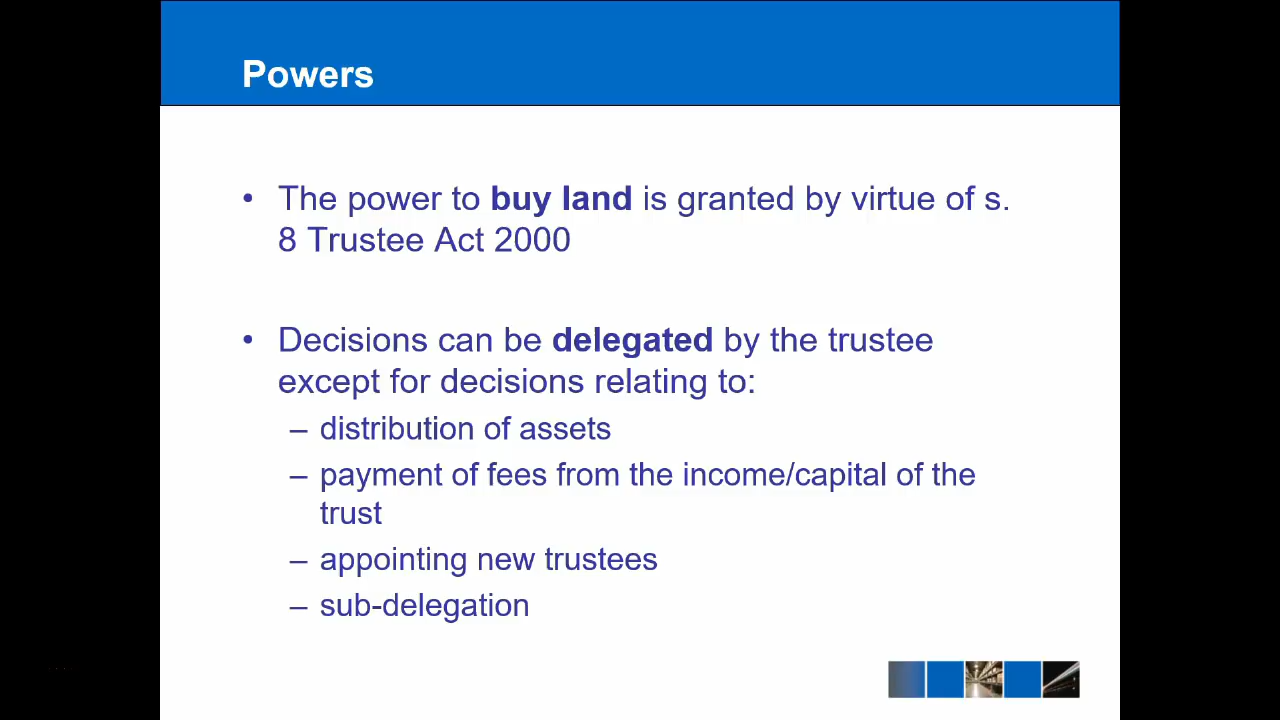 Powers
• The power to buy land is granted by virtue of s.
8 Trustee Act 2000
• Decisions can be delegated by the trustee
except for decisions relating to:
– distribution of assets
– payment of fees from the income/capital of the
trust
– appointing new trustees
– sub-delegation